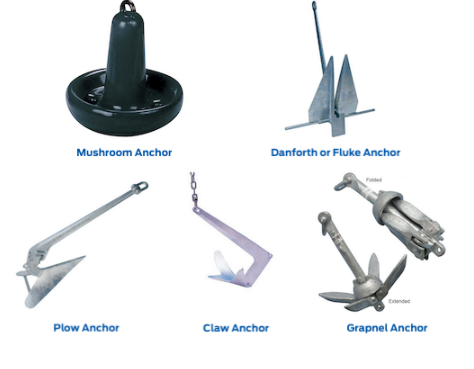 Mushroom Anchor
Danforth or Fluke Anchor
Folded
Extended
Plow Anchor
Claw Anchor
Grapnel Anchor